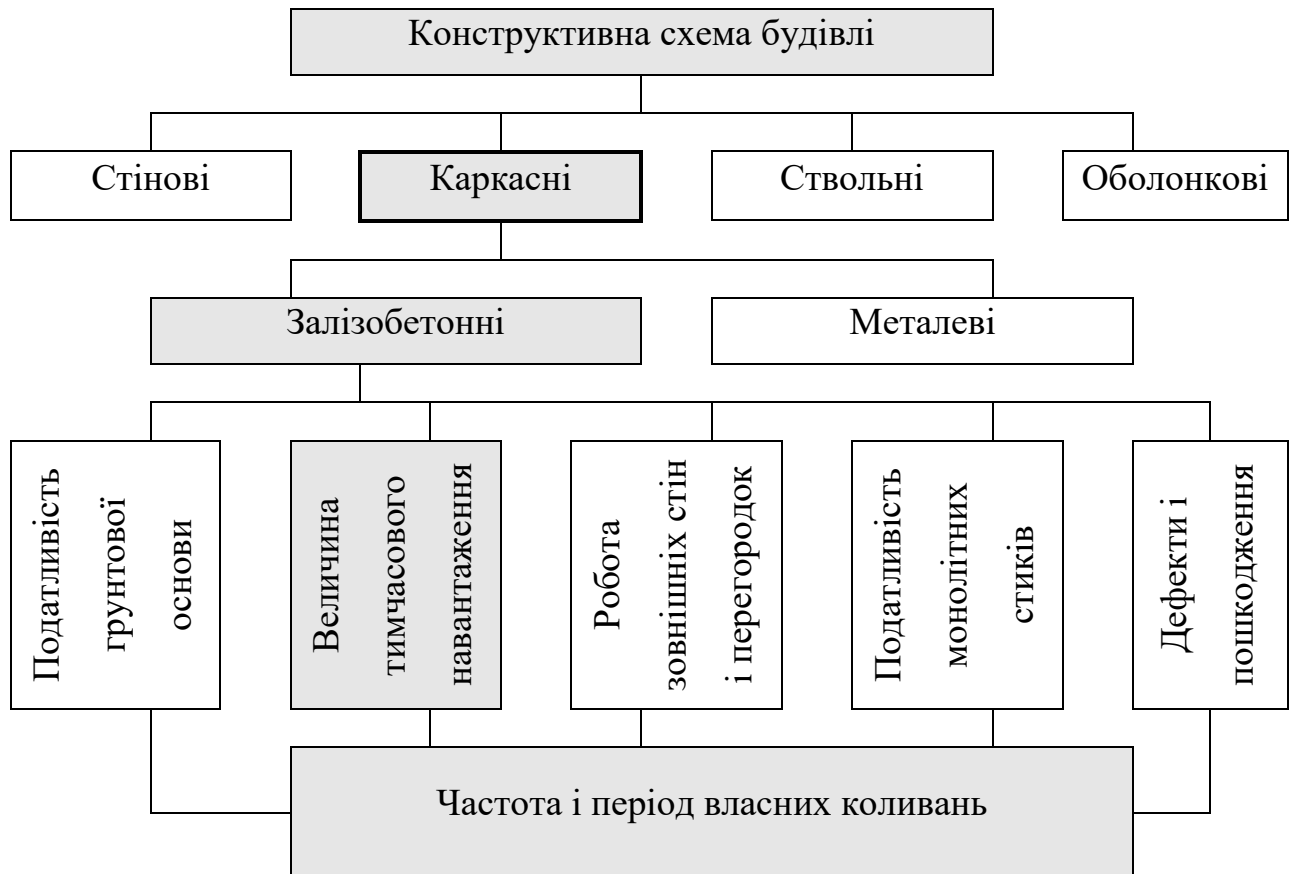 Конструктивна схема будівлі
Стінові
Каркасні
Ствольні
Оболонкові
Залізобетонні
Металеві
Податливість
грунтової
основи
Величина
тимчасового
навантаження
Робота
зовнішніх стін
і перегородок
Податливість
монолітних
стиків
Дефекти і
пошкодження
Частота і період власних коливань